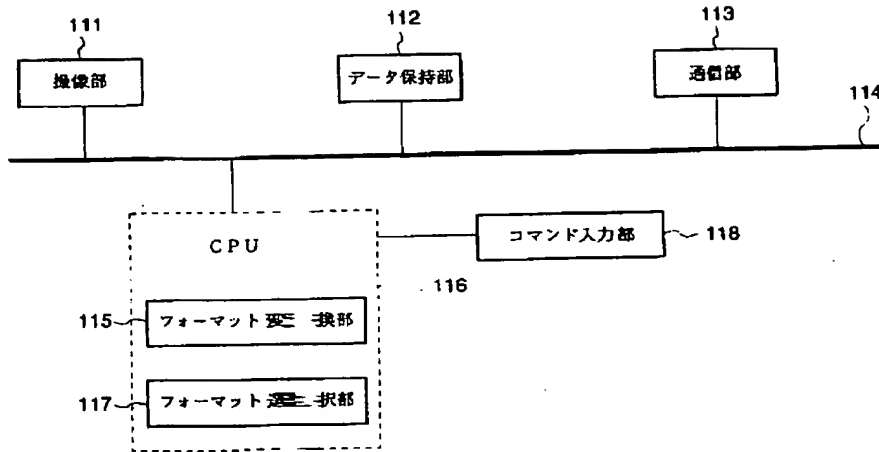 111
撮像部
112
データ保持部
113
通信部
114
CPU
コマンド入力部
118
116
115
フォーマット変換部
117
フォーマット選択部